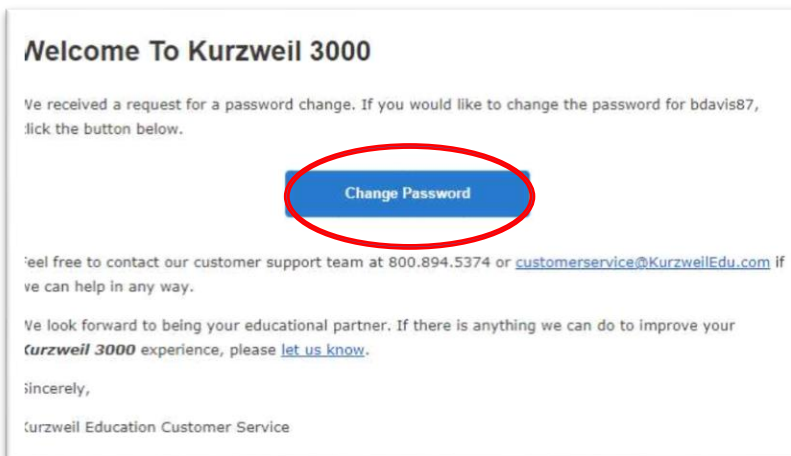 Welcome To Kurzweil 3000
We received a request for a password change. If you would like to change the password for bdavis87,
click the button below.
Change Password
Feel free to contact our customer support team at 800.894.5374 or customerservice@KurzweilEdu.com if
we can help in any way.
We look forward to being your educational partner. If there is anything we can do to improve your
Kurzweil 3000 experience, please let us know.
Sincerely,
Kurzweil Education Customer Service